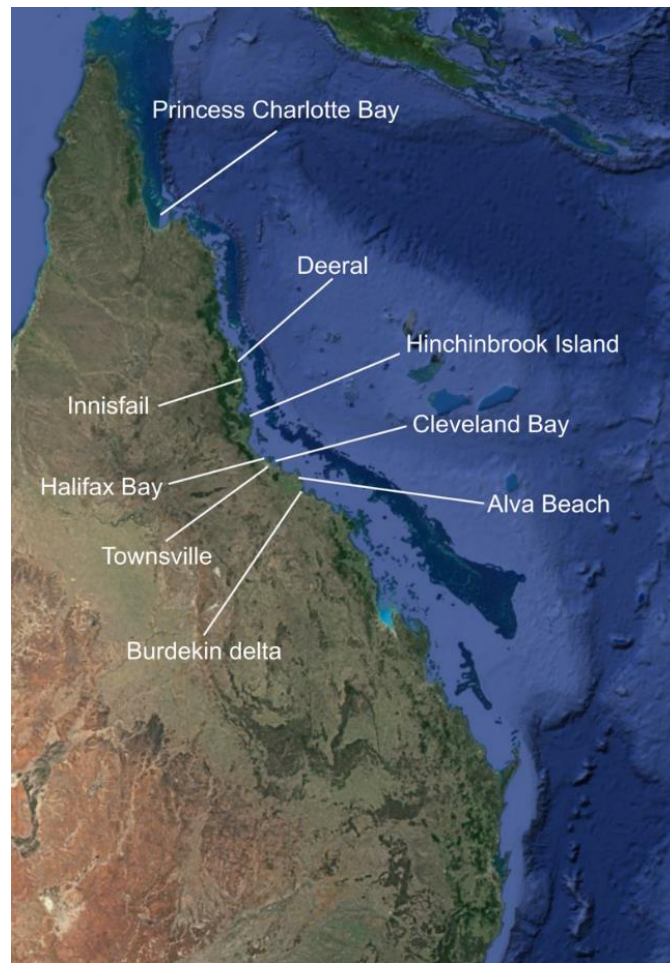 Princess Charlotte Bay
Deeral
Hinchinbrook Island
Innisfail
Cleveland Bay
Halifax Bay
Alva Beach
Townsville
Burdekin delta